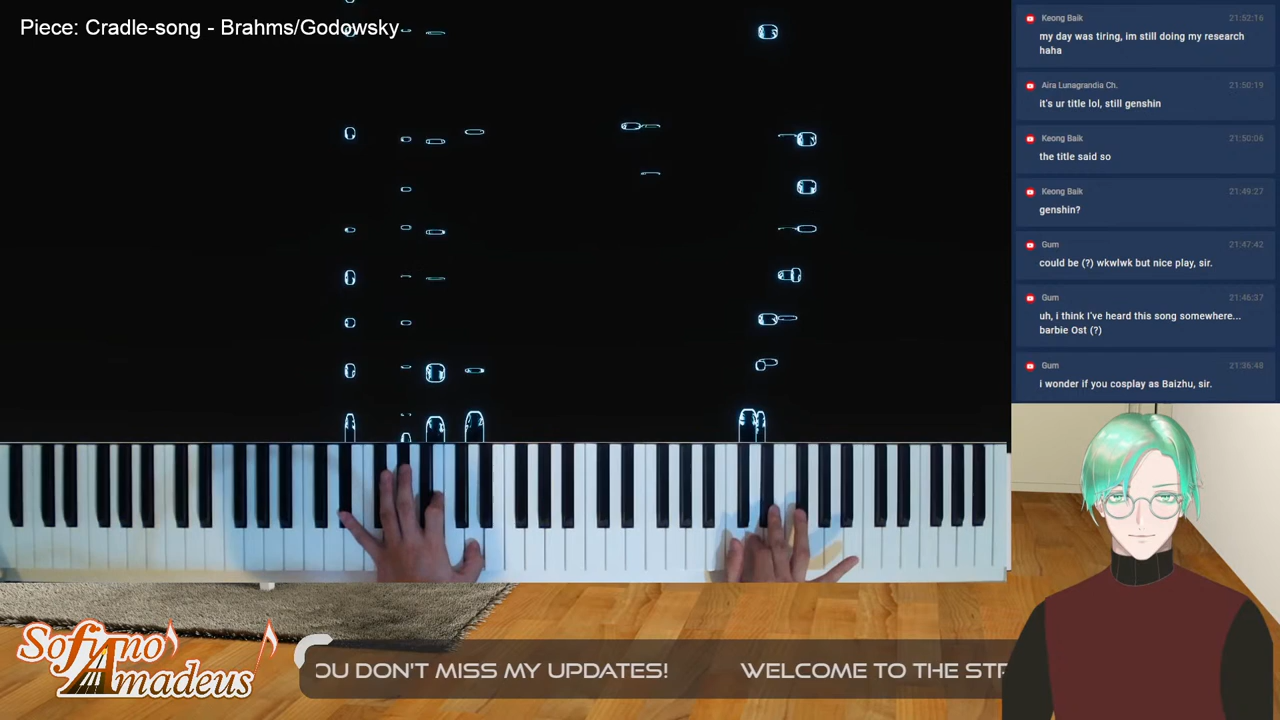 Piece: Cradle-song - Brahms/Godowsky
Keong Baik 21:52:16
my day was tiring, im still doing my research
haha
Aira Lunagrandia Ch. 21:50:19
it's ur title lol, still genshin
Keong Baik 21:50:06
the title said so
Keong Baik 21:49:27
genshin?
Gum 21:47:42
could be (?) wkwlwk but nice play, sir.
Gum 21:46:37
uh, i think I've heard this song somewhere...
barbie Ost (?)
Gum 21:36:48
i wonder if you cosplay as Baizhu, sir.
Sofiano
Amadeus
OU DON'T MISS MY UPDATES! WELCOME TO THE STR